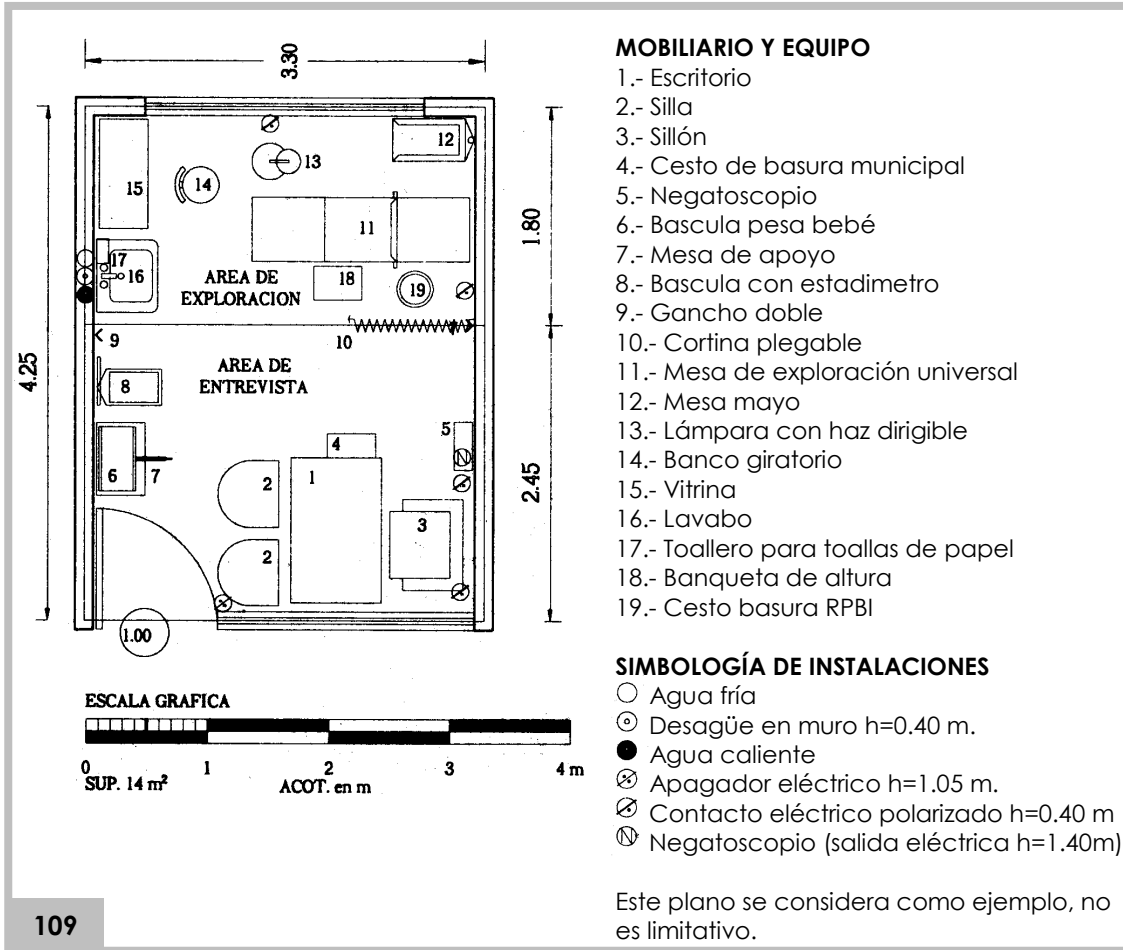 3.30
4.25
1.80
2.45
12
13
14
15
11
17
16
18
19
AREA DE
EXPLORACION
9
10
AREA DE
ENTREVISTA
8
5
4
6
7
2
1
3
2
1.00
ESCALA GRAFICA
0 1 2 3 4 m
SUP. 14 m²
ACOT. en m
MOBILIARIO Y EQUIPO
1.- Escritorio
2.- Silla
3.- Sillón
4.- Cesto de basura municipal
5.- Negatoscopio
6.- Bascula pesa bebé
7.- Mesa de apoyo
8.- Bascula con estadimetro
9.- Gancho doble
10.- Cortina plegable
11.- Mesa de exploración universal
12.- Mesa mayo
13.- Lámpara con haz dirigible
14.- Banco giratorio
15.- Vitrina
16.- Lavabo
17.- Toallero para toallas de papel
18.- Banqueta de altura
19.- Cesto basura RPBI
SIMBOLOGÍA DE INSTALACIONES
Agua fría
Desagüe en muro h=0.40 m.
Agua caliente
Apagador eléctrico h=1.05 m.
Contacto eléctrico polarizado h=0.40 m
N Negatoscopio (salida eléctrica h=1.40m)
Este plano se considera como ejemplo, no
es limitativo.
109